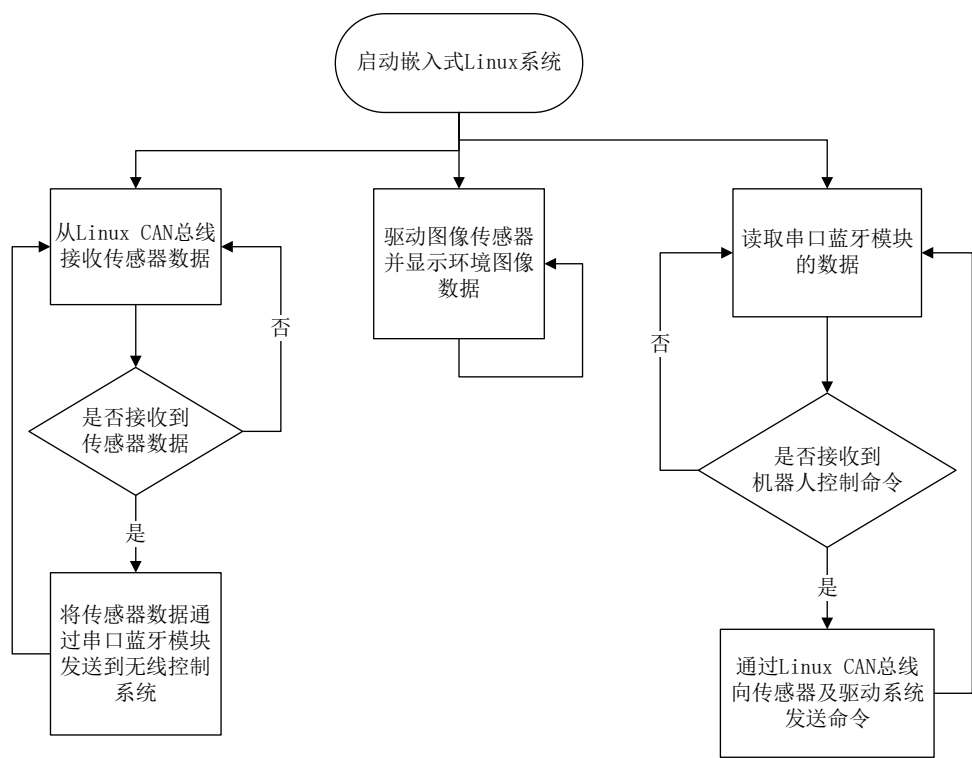 启动嵌入式Linux系统
从Linux CAN总线
接收传感器数据
否
是否接收到
传感器数据
是
将传感器数据通
过串口蓝牙模块
发送到无线控制
系统
驱动图像传感器
并显示环境图像
数据
读取串口蓝牙模块
的数据
否
是否接收到
机器人控制命令
是
通过Linux CAN总线
向传感器及驱动系统
发送命令